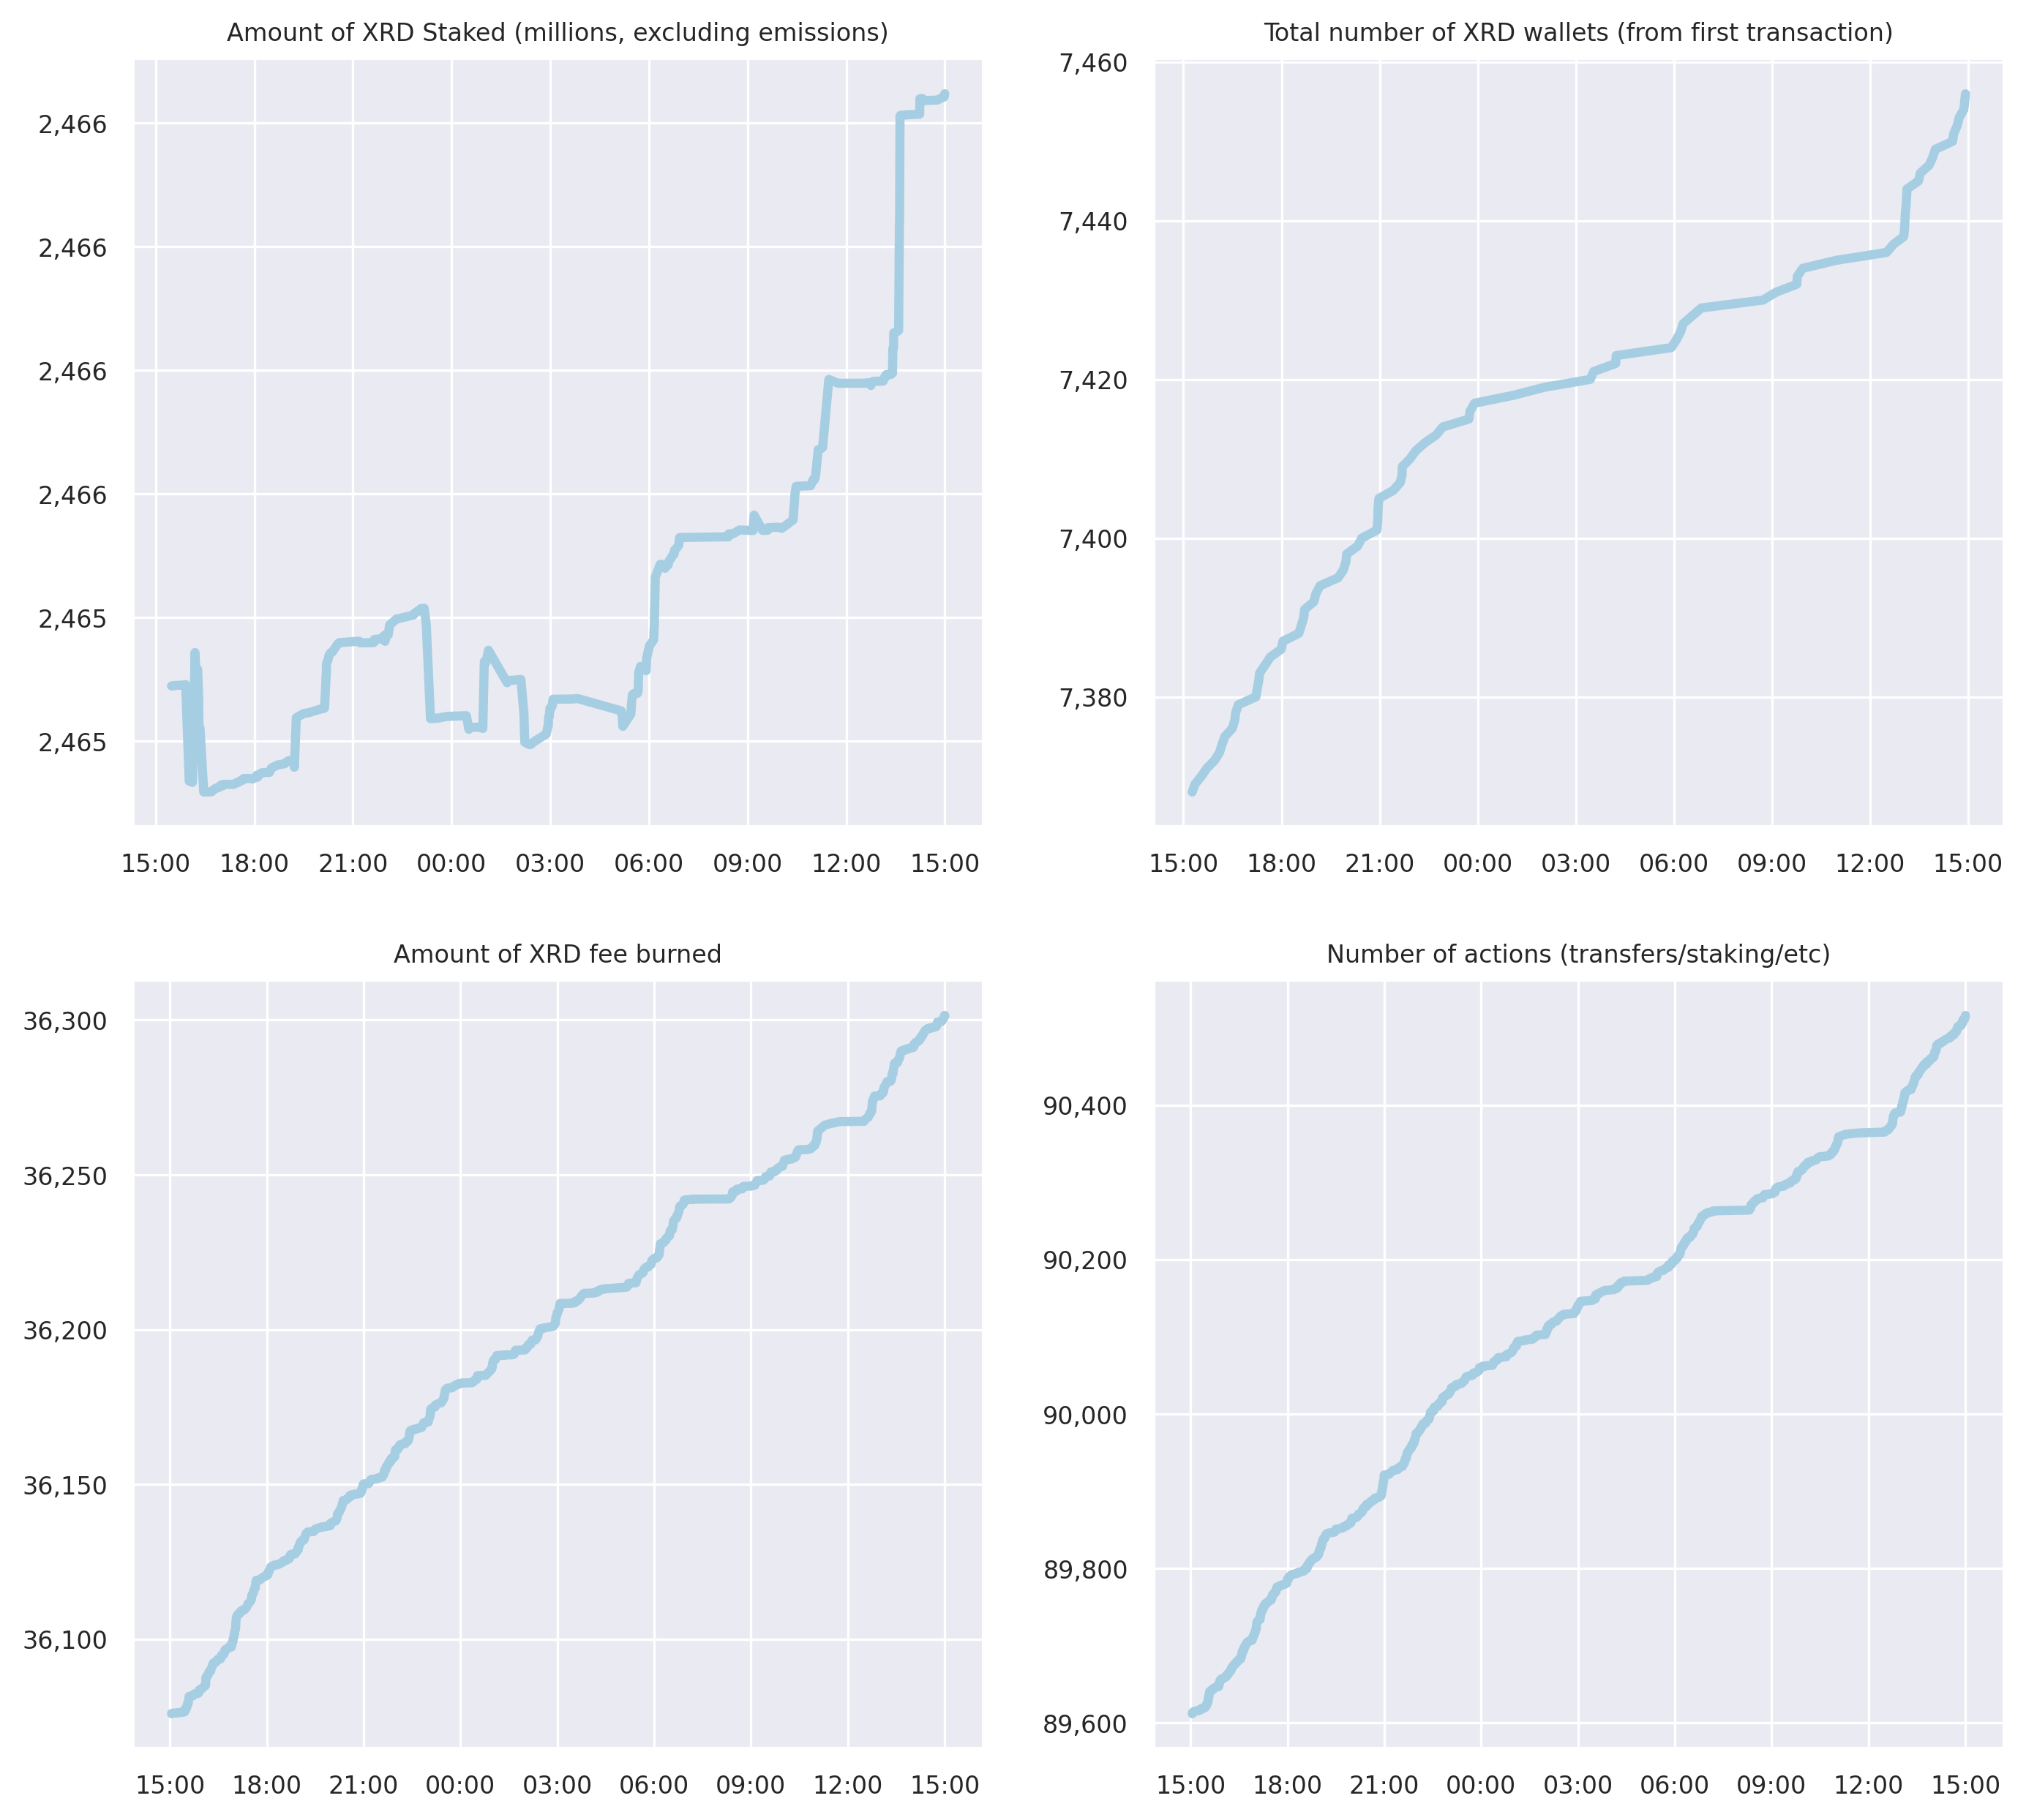 Amount of XRD Staked (millions, excluding emissions)
2,466
2,466
2,466
2,466
2,465
2,465
15:00 18:00 21:00 00:00 03:00 06:00 09:00 12:00 15:00
Total number of XRD wallets (from first transaction)
7,460
7,440
7,420
7,400
7,380
15:00 18:00 21:00 00:00 03:00 06:00 09:00 12:00 15:00
Amount of XRD fee burned
36,300
36,250
36,200
36,150
36,100
15:00 18:00 21:00 00:00 03:00 06:00 09:00 12:00 15:00
Number of actions (transfers/staking/etc)
90,400
90,200
90,000
89,800
89,600
15:00 18:00 21:00 00:00 03:00 06:00 09:00 12:00 15:00